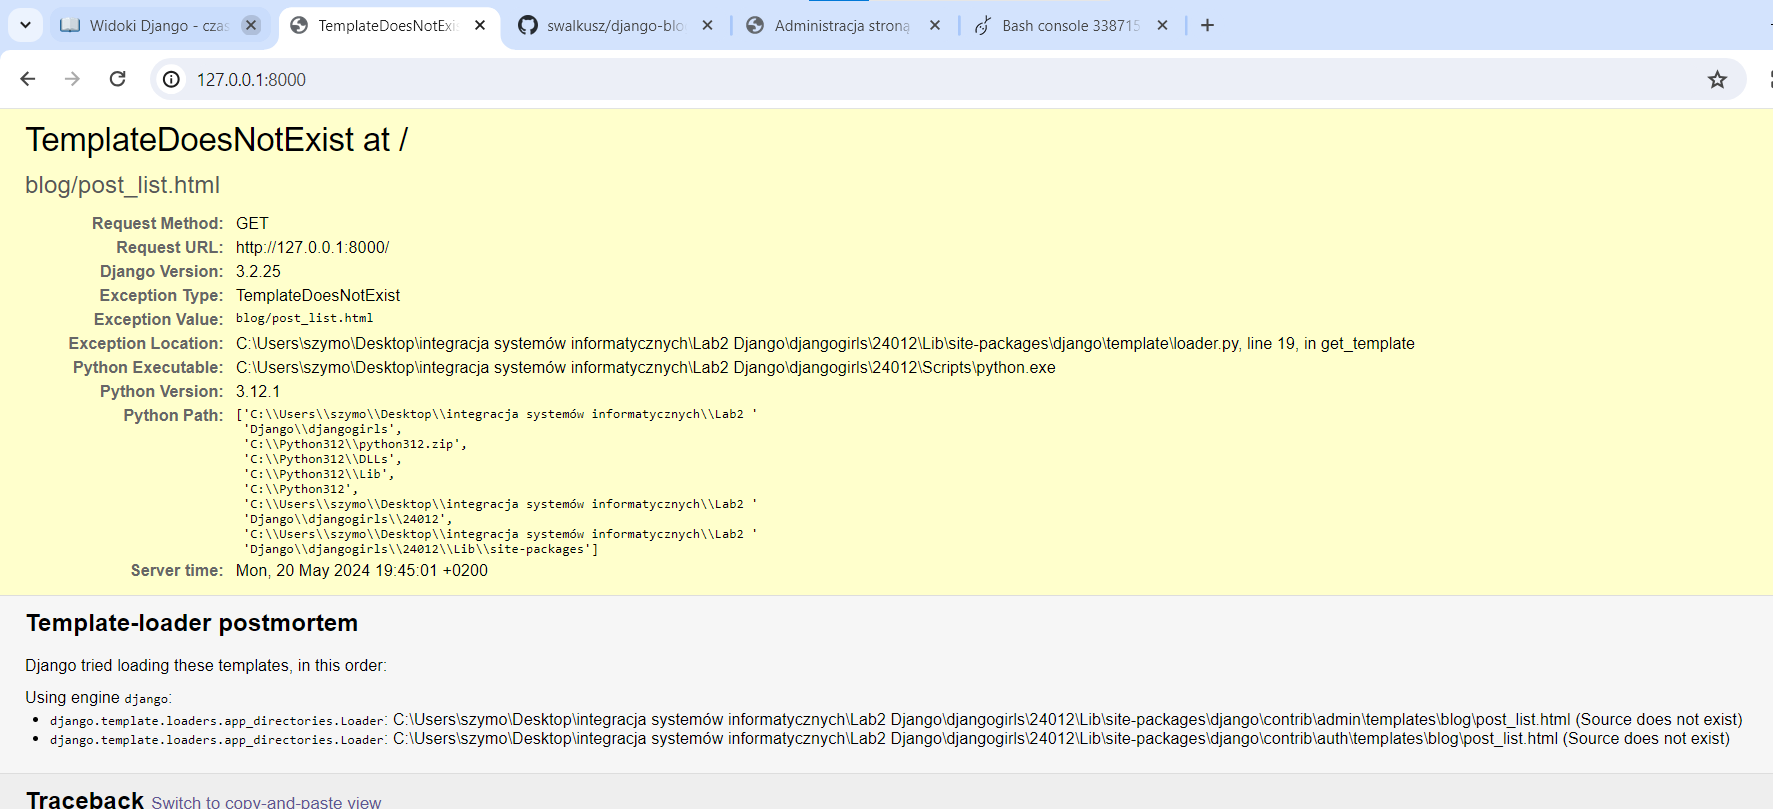 Widoki Django - czas
TemplateDoesNotExis
swalkusz/django-blo
Administracja stroną
Bash console 338715
127.0.0.1:8000
TemplateDoesNotExist at /
blog/post_list.html
Request Method: GET
Request URL: http://127.0.0.1:8000/
Django Version: 3.2.25
Exception Type: TemplateDoesNotExist
Exception Value: blog/post_list.html
Exception Location: C:\Users\szymo\Desktop\integracja systemów informatycznych\Lab2 Django\djangogirls\24012\Lib\site-packages\django\template\loader.py, line 19, in get_template
Python Executable: C:\Users\szymo\Desktop\integracja systemów informatycznych\Lab2 Django\djangogirls\24012\Scripts\python.exe
Python Version: 3.12.1
Python Path: ['C:\\Users\\szymo\\Desktop\\integracja systemów informatycznych\\Lab2 '
'Django\\djangogirls',
'C:\\Python312\\python312.zip',
'C:\\Python312\\DLLs',
'C:\\Python312\\Lib',
'C:\\Python312',
'C:\\Users\\szymo\\Desktop\\integracja systemów informatycznych\\Lab2 '
'Django\\djangogirls\\24012',
'C:\\Users\\szymo\\Desktop\\integracja systemów informatycznych\\Lab2 '
'Django\\djangogirls\\24012\\Lib\\site-packages']
Server time: Mon, 20 May 2024 19:45:01 +0200
Template-loader postmortem
Django tried loading these templates, in this order:
Using engine django:
• django.template.loaders.app_directories.Loader: C:\Users\szymo\Desktop\integracja systemów informatycznych\Lab2 Django\djangogirls\24012\Lib\site-packages\django\contrib\admin\templates\blog\post_list.html (Source does not exist)
• django.template.loaders.app_directories.Loader: C:\Users\szymo\Desktop\integracja systemów informatycznych\Lab2 Django\djangogirls\24012\Lib\site-packages\django\contrib\auth\templates\blog\post_list.html (Source does not exist)
Traceback Switch to copy-and-paste view